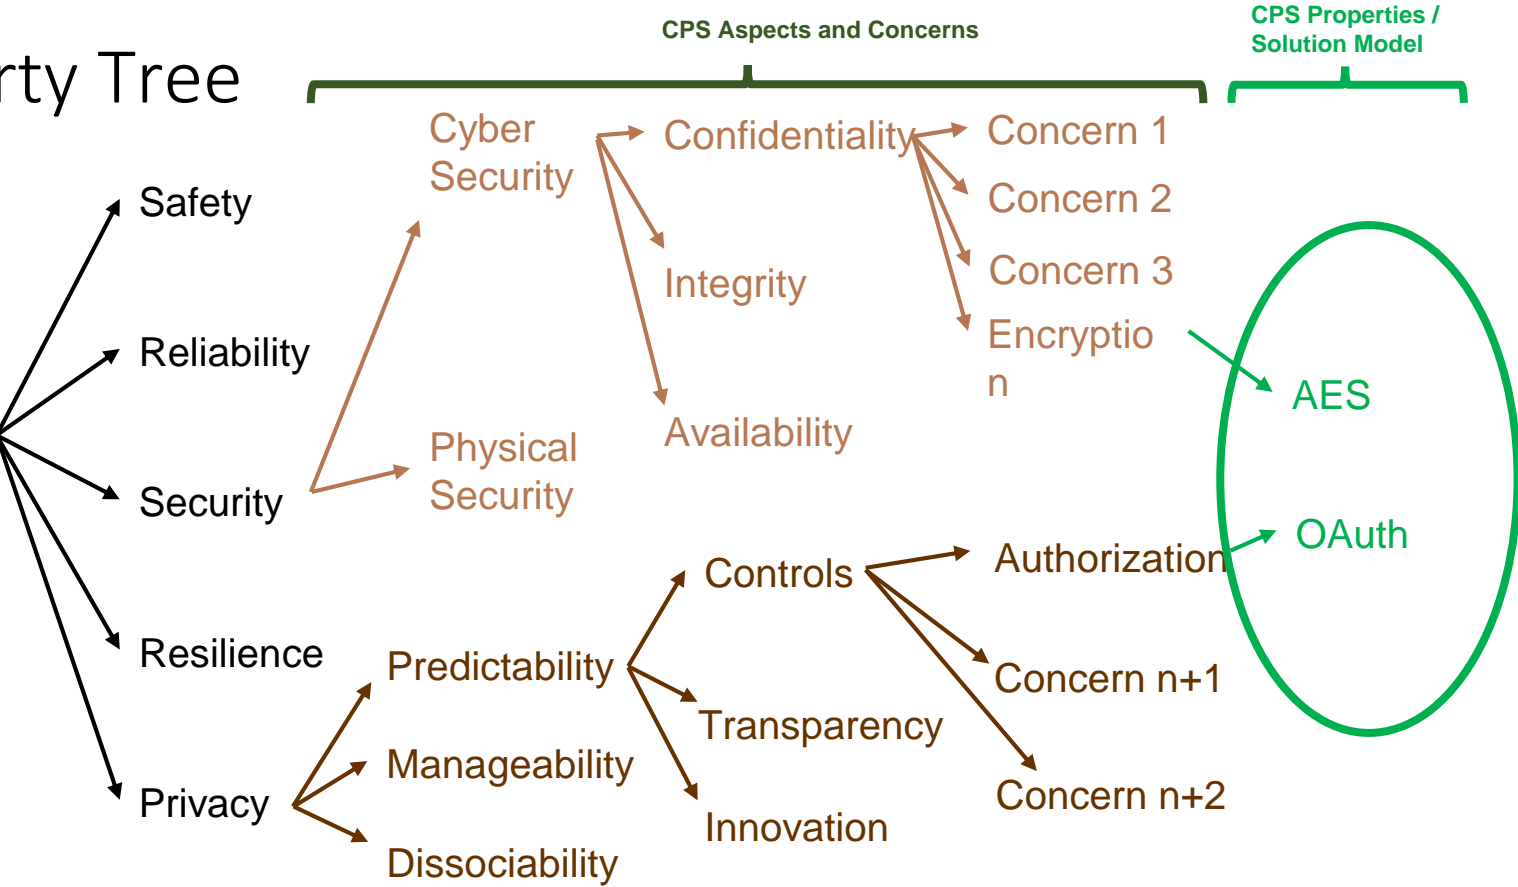 CPS Aspects and Concerns
CPS Properties /
Solution Model
rty Tree
Safety
Reliability
Security
Resilience
Privacy
Cyber
Security
Physical
Security
Confidentiality
Integrity
Availability
Concern 1
Concern 2
Concern 3
Encryptio
n
AES
OAuth
Predictability
Manageability
Dissociability
Controls
Transparency
Innovation
Authorization
Concern n+1
Concern n+2